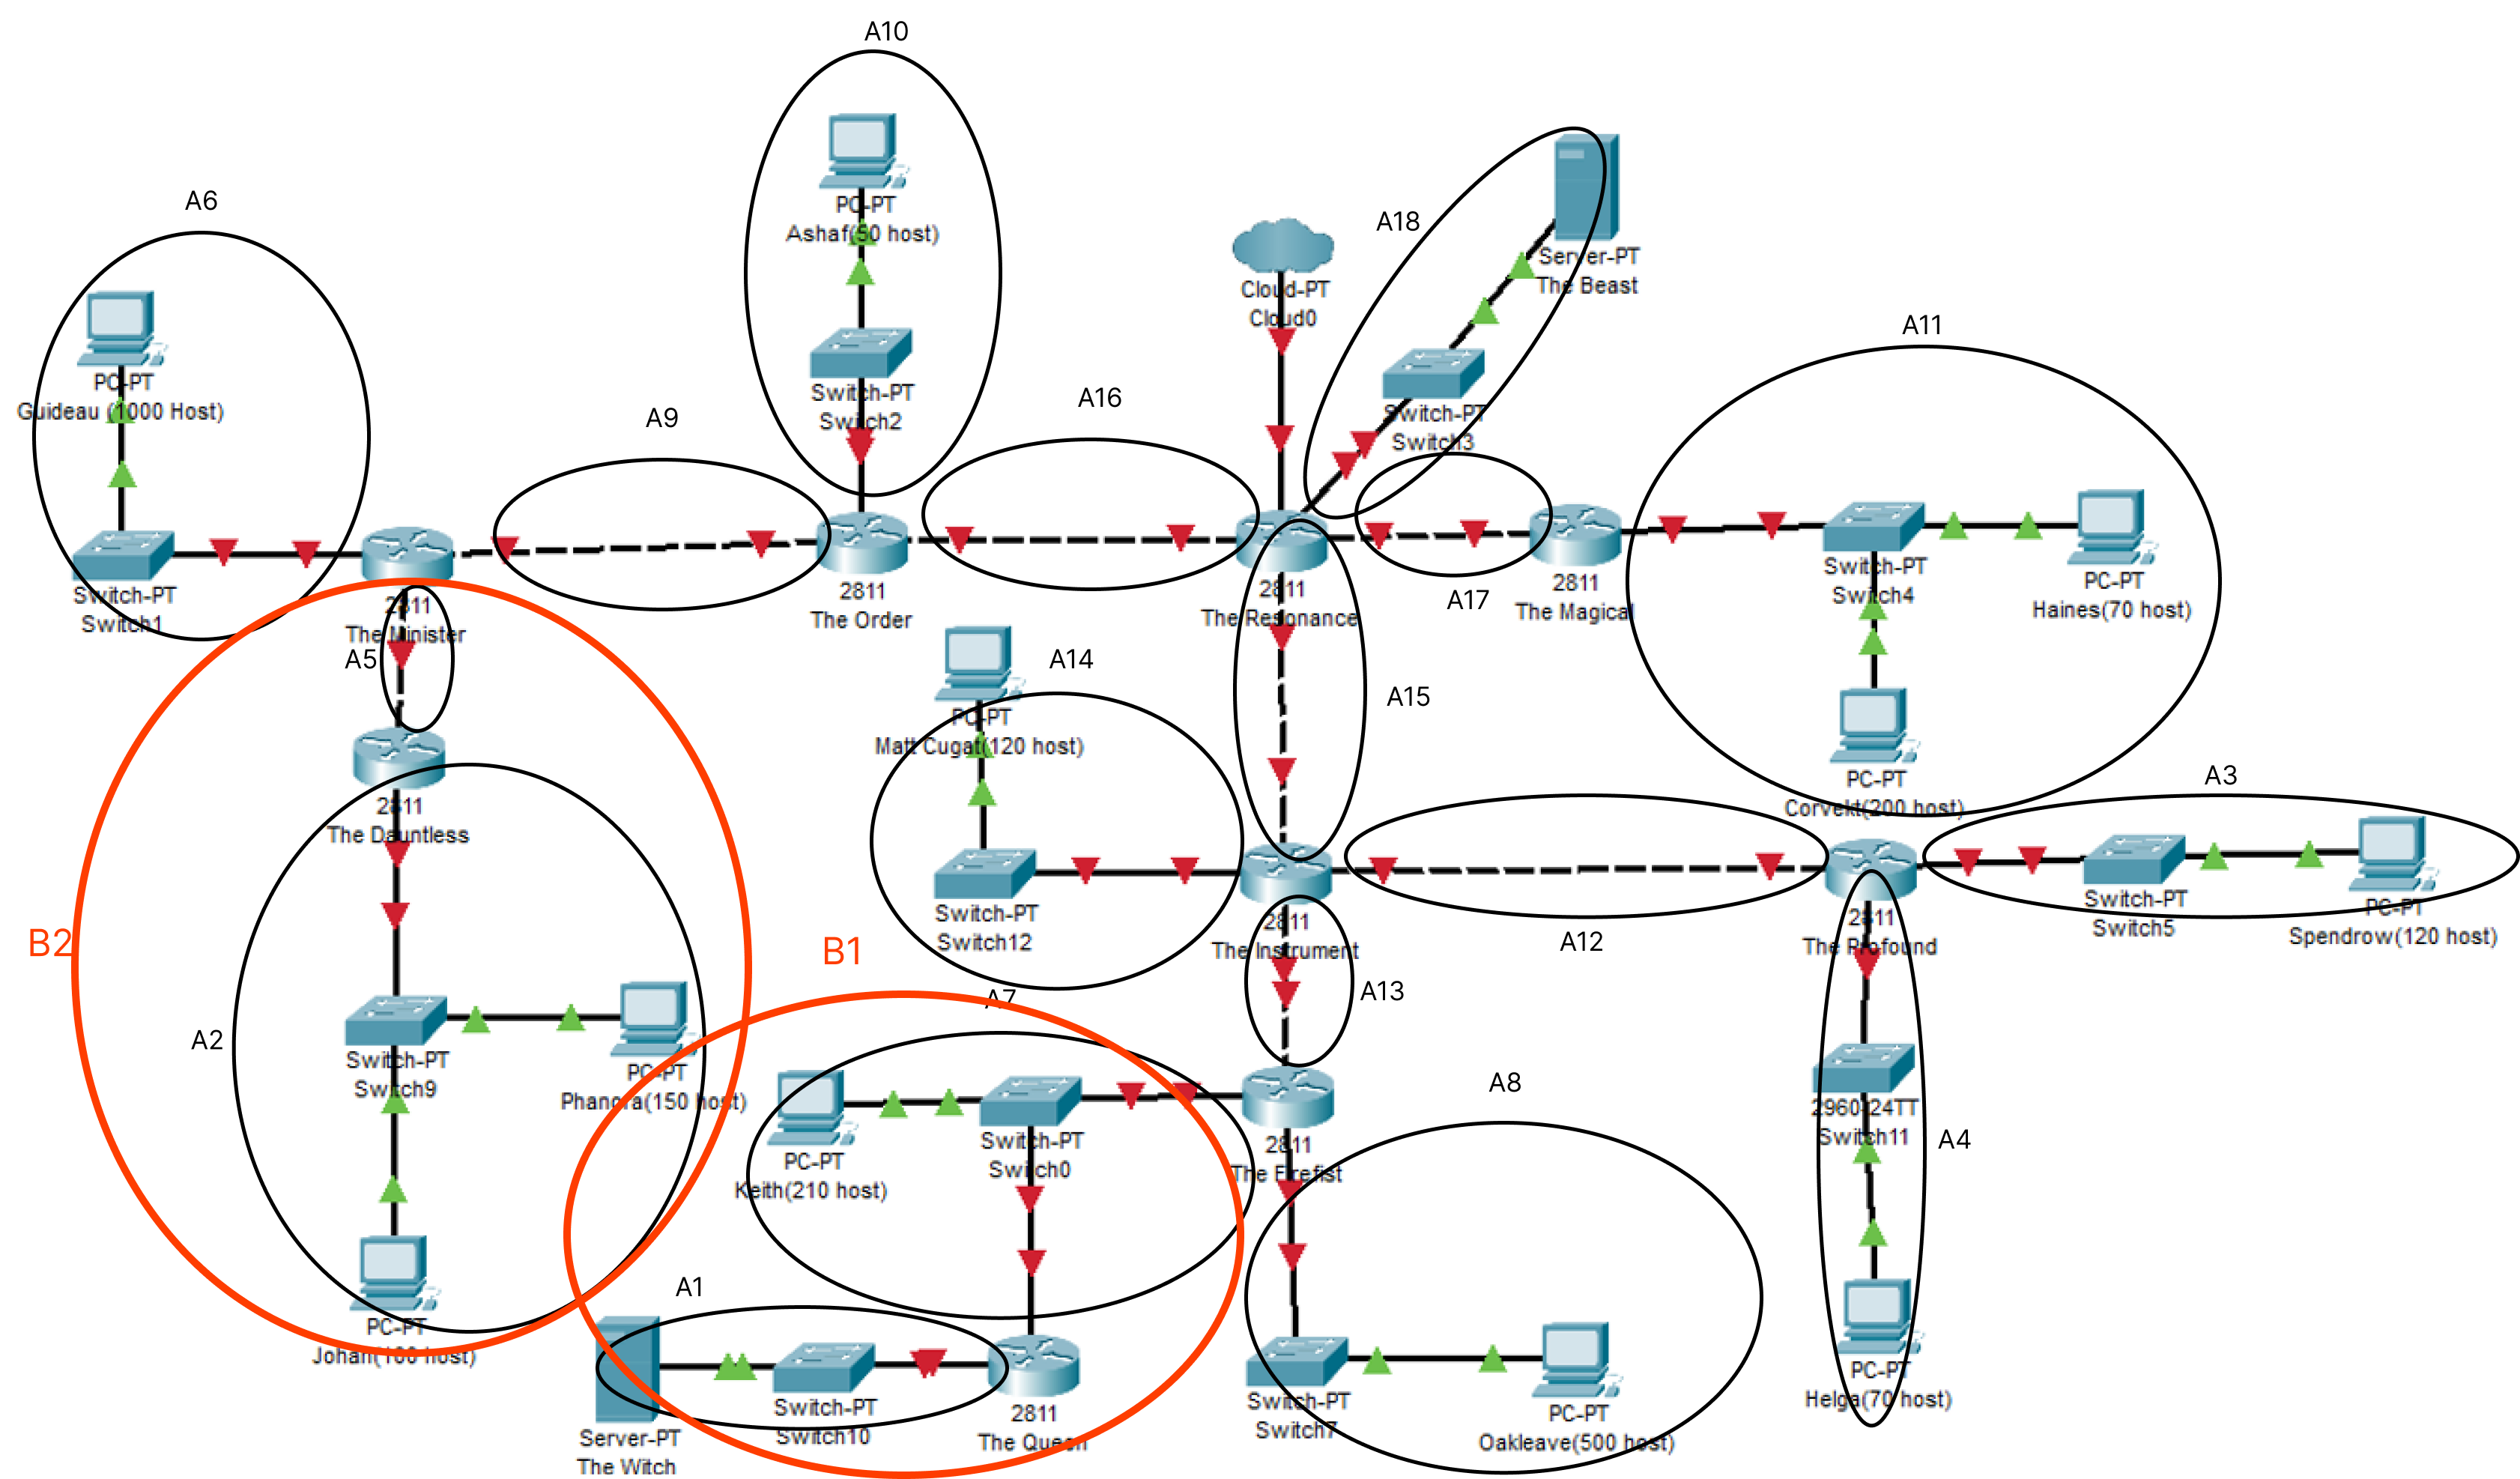 A10
PC-PT
Ashaf(50 host)
Switch-PT
Switch2
A6
PC-PT
Guideau (1000 Host)
Switch-PT
Switch1
A9
A16
Cloud-PT
Cloud0
A18
Server-PT
The Beast
Switch-PT
Switch3
A11
2811
The Minister
2811
The Order
2811
The Resonance
A17
2811
The Magical
Switch-PT
Switch4
PC-PT
Haines(70 host)
PC-PT
Corvekt(200 host)
A5
A14
PC-PT
Matt Cugat(120 host)
Switch-PT
Switch12
A15
A3
2811
The Dauntless
B2
B1
2811
The Instrument
A12
2811
The Profound
Switch-PT
Switch5
PC-PT
Spendrow(120 host)
A7
A13
A2
Switch-PT
Switch9
PC-PT
Phanora(150 host)
PC-PT
Johan(100 host)
PC-PT
Keith(210 host)
Switch-PT
Switch0
2811
The Firefist
A8
2960-24TT
Switch11
A4
A1
Server-PT
The Witch
Switch-PT
Switch10
2811
The Queen
Switch-PT
Switch7
PC-PT
Oakleave(500 host)
PC-PT
Helga(70 host)